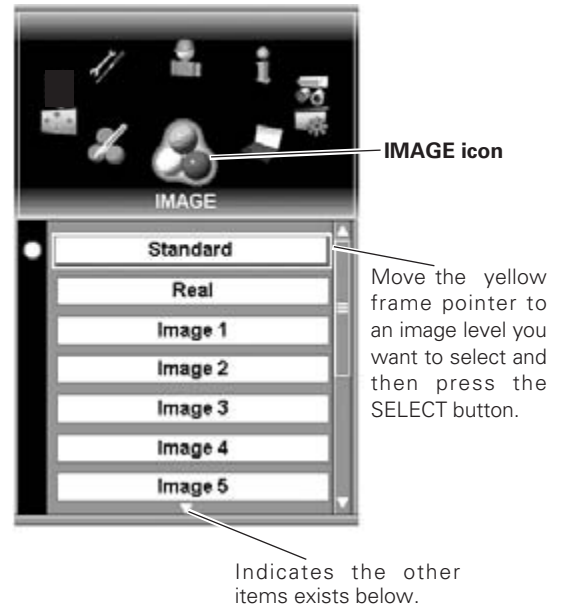 IMAGE icon
IMAGE
Standard
Real
Image 1
Image 2
Image 3
Image 4
Image 5
Move the yellow
frame pointer to
an image level you
want to select and
then press the
SELECT button.
Indicates the other
items exists below.